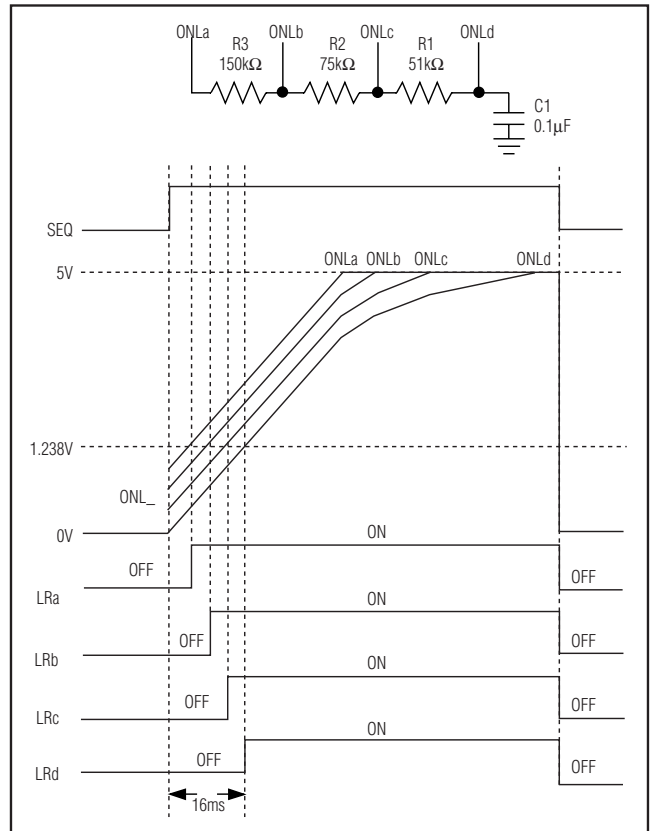 ONLa ONLb ONLc ONLd
R3 R2 R1
150kΩ 75kΩ 51kΩ
C1
0.1μF
SEQ
ONLa ONLb ONLc ONLd
5V
1.238V
ONL_
0V
ON
OFF
OFF
LRa
ON
OFF
OFF
LRb
ON
OFF
OFF
LRc
ON
OFF
OFF
LRd
16ms